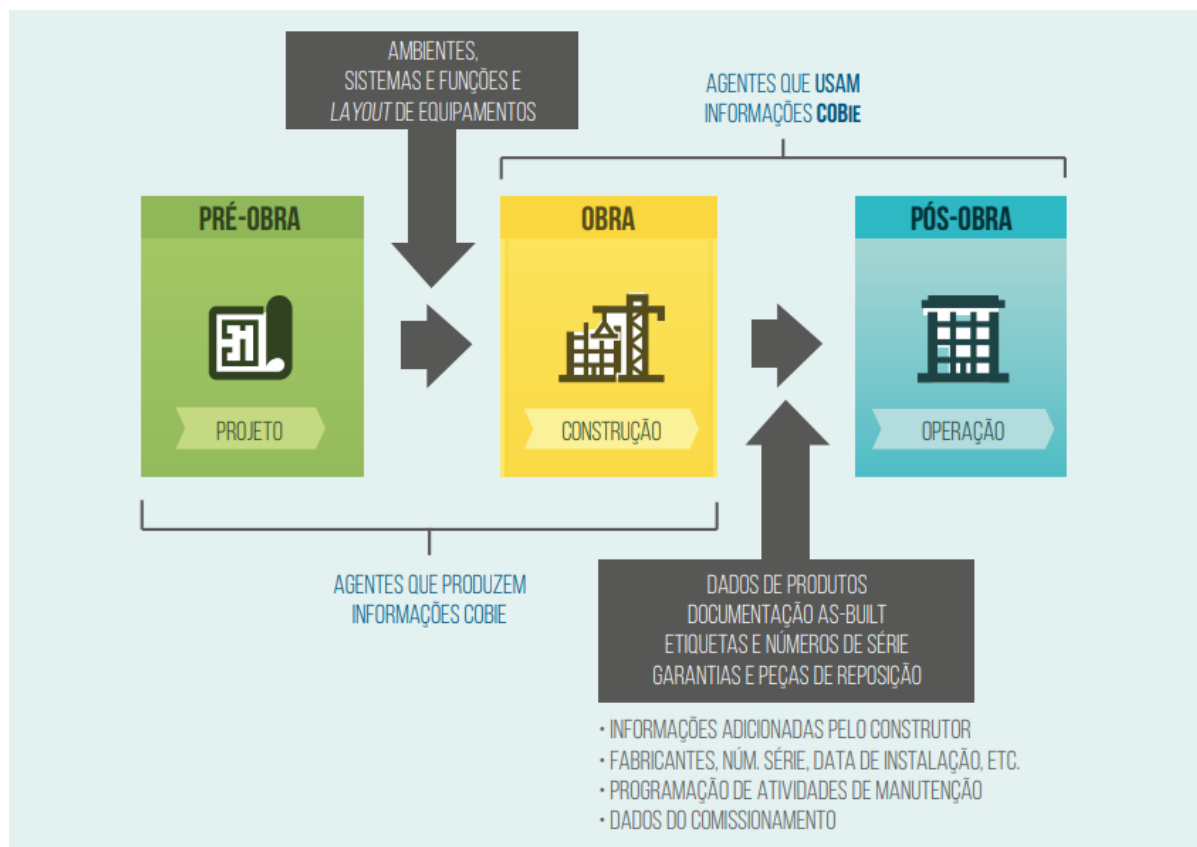 AMBIENTES,
SISTEMAS E FUNÇÕES E
LAYOUT DE EQUIPAMENTOS
AGENTES QUE USAM
INFORMAÇÕES COBIE
PRÉ-OBRA
OBRA
PÓS-OBRA
PROJETO
CONSTRUÇÃO
OPERAÇÃO
AGENTES QUE PRODUZEM
INFORMAÇÕES COBIE
DADOS DE PRODUTOS
DOCUMENTAÇÃO AS-BUILT
ETIQUETAS E NÚMEROS DE SÉRIE
GARANTIAS E PEÇAS DE REPOSIÇÃO
• INFORMAÇÕES ADICIONADAS PELO CONSTRUTOR
• FABRICANTES, NÚM. SÉRIE, DATA DE INSTALAÇÃO, ETC.
• PROGRAMAÇÃO DE ATIVIDADES DE MANUTENÇÃO
• DADOS DO COMISSIONAMENTO